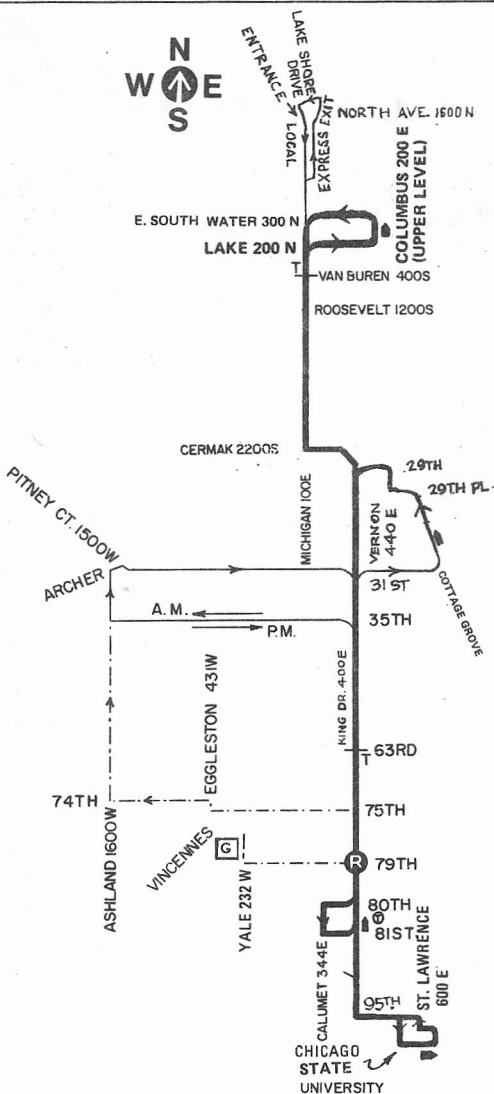 N
W E
S
LAKE SHORE
DRIVE
ENTRANCE
LOCAL
EXPRESS EXIT
NORTH AVE. 1600 N
COLUMBUS 200 E
(UPPER LEVEL)
E. SOUTH WATER 300 N
LAKE 200 N
T
VAN BUREN 400S
ROOSEVELT 1200S
CERMAK 2200S
29TH
29TH PL
PITNEY CT. 1500W
MICHIGAN 100E
VERNON
440 E
ARCHER
31ST
COTTAGE GROVE
A.M.
P.M.
35TH
EGGLESTON 431W
KING DR. 400E
63RD
T
74TH
75TH
ASHLAND 1600W
VINCENNES
G
YALE 232 W
R
79TH
80TH
T
81ST
CALUMET 344E
95TH
ST. LAWRENCE
600 E
CHICAGO
STATE
UNIVERSITY